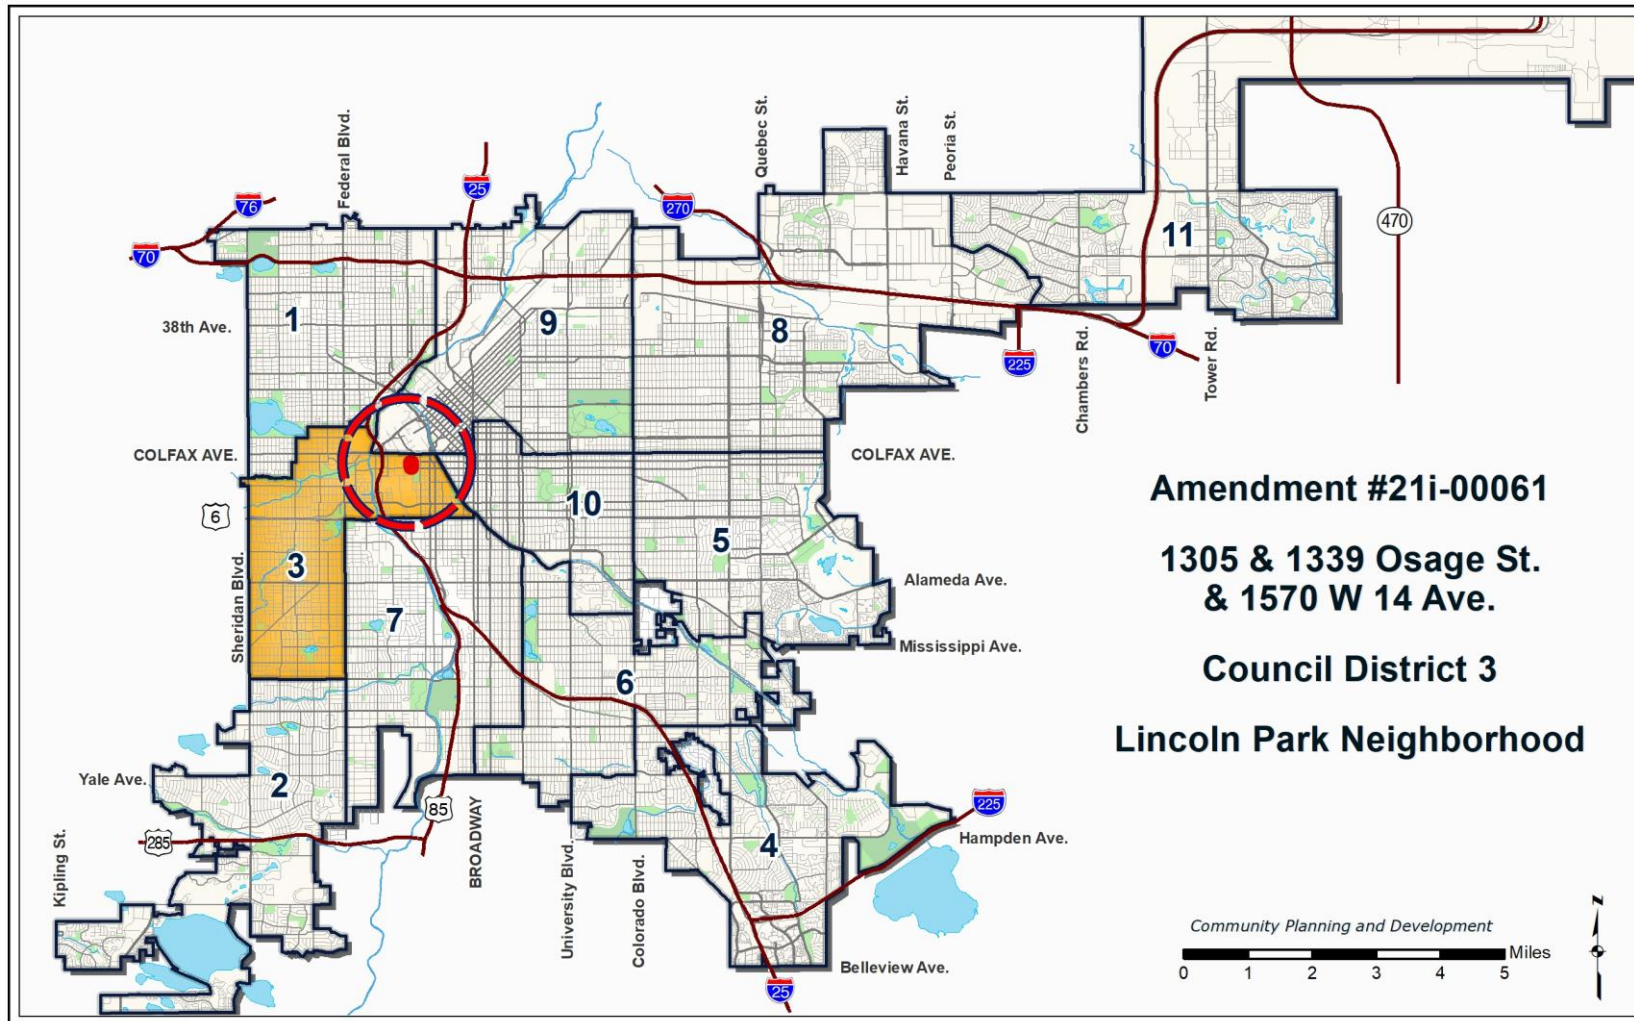 Federal Blvd.
Quebec St.
Havana St.
Peoria St.
76
25
270
70
470
11
1
9
8
38th Ave.
225
Chambers Rd.
70
Tower Rd.
COLFAX AVE.
COLFAX AVE.
10
6
5
3
Sheridan Blvd.
7
Alameda Ave.
Mississippi Ave.
6
Amendment #21i-00061
1305 & 1339 Osage St.
& 1570 W 14 Ave.
Council District 3
Lincoln Park Neighborhood
Yale Ave.
2
85
285
BROADWAY
225
Hampden Ave.
4
Kipling St.
University Blvd.
Colorado Blvd.
Belleview Ave.
25
Community Planning and Development
Miles
0 1 2 3 4 5
N